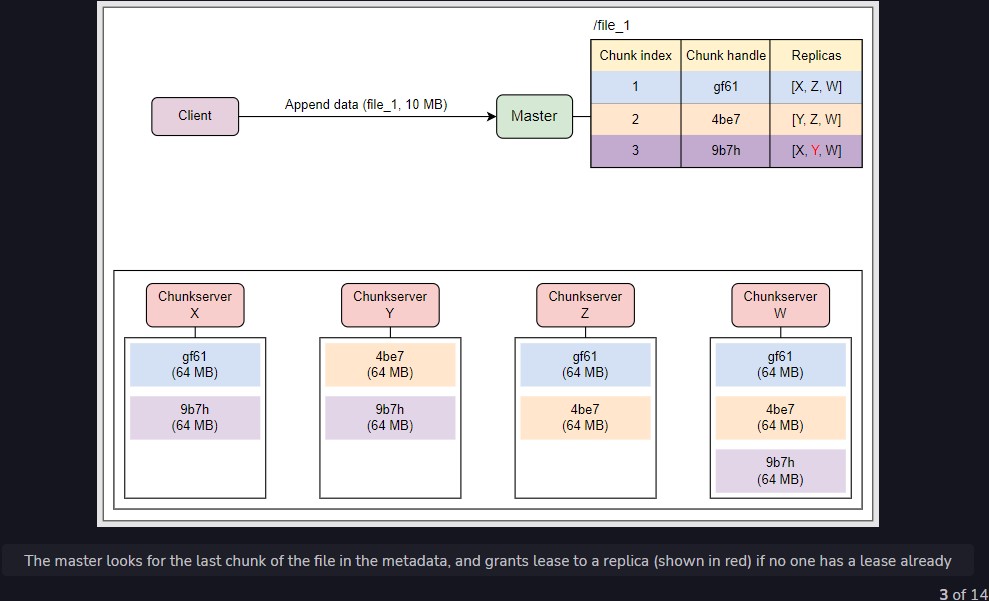 /file_1
Chunk index Chunk handle Replicas
1 gf61 [X, Z, W]
2 4be7 [Y, Z, W]
3 9b7h [X, Y, W]
Client
Append data (file_1, 10 MB)
Master
Chunkserver
X
gf61
(64 MB)
9b7h
(64 MB)
Chunkserver
Y
4be7
(64 MB)
9b7h
(64 MB)
Chunkserver
Z
gf61
(64 MB)
4be7
(64 MB)
Chunkserver
W
gf61
(64 MB)
4be7
(64 MB)
9b7h
(64 MB)
The master looks for the last chunk of the file in the metadata, and grants lease to a replica (shown in red) if no one has a lease already
3 of 14